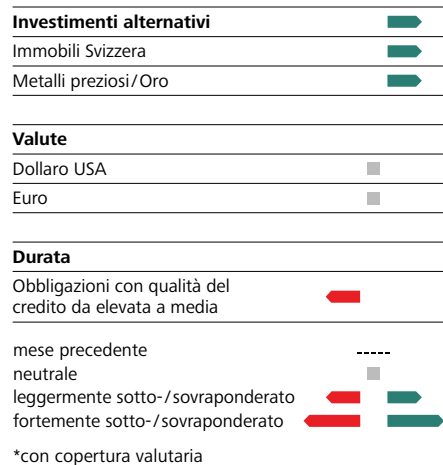 Investimenti alternativi
Immobili Svizzera
Metalli preziosi/Oro
Valute
Dollaro USA
Euro
Durata
Obbligazioni con qualità del
credito da elevata a media
mese precedente
neutrale
leggermente sotto-/sovraponderato
fortemente sotto-/sovraponderato
*con copertura valutaria